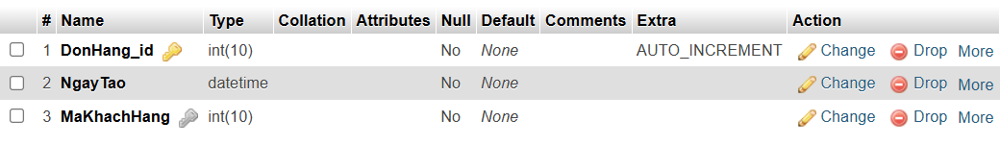 # Name Type Collation Attributes Null Default Comments Extra Action
1 DonHang_id int(10) No None AUTO_INCREMENT Change Drop More
2 NgayTao datetime No None Change Drop More
3 MaKhachHang int(10) No None Change Drop More